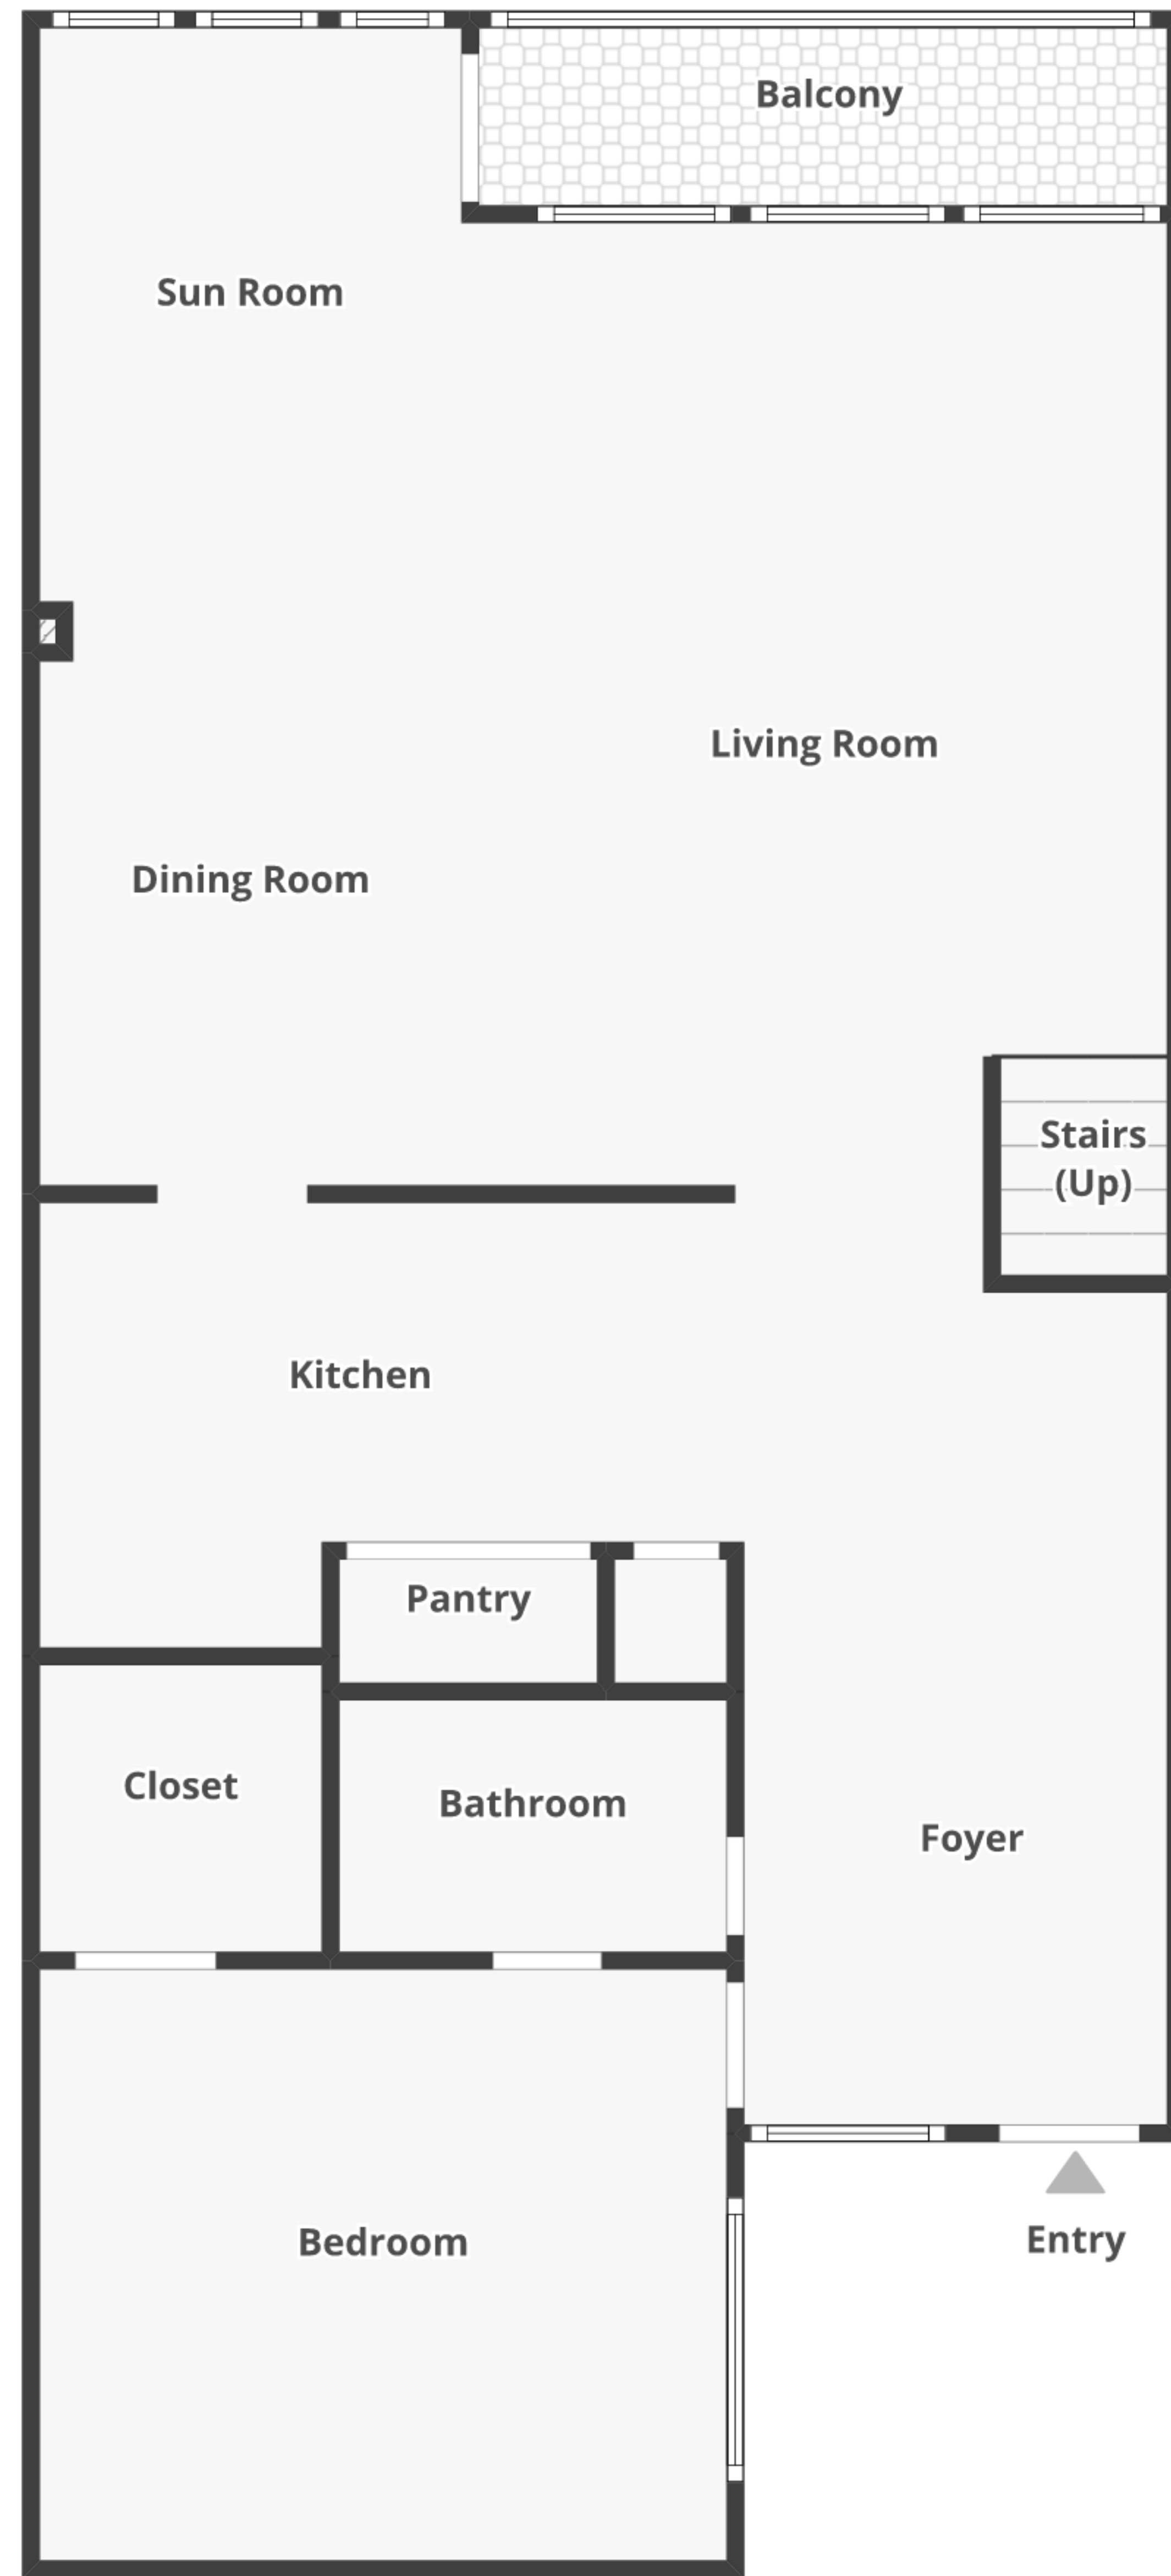 Balcony
Sun Room
Living Room
Dining Room
Stairs
(Up)
Kitchen
Pantry
Closet
Bathroom
Foyer
Bedroom
Entry